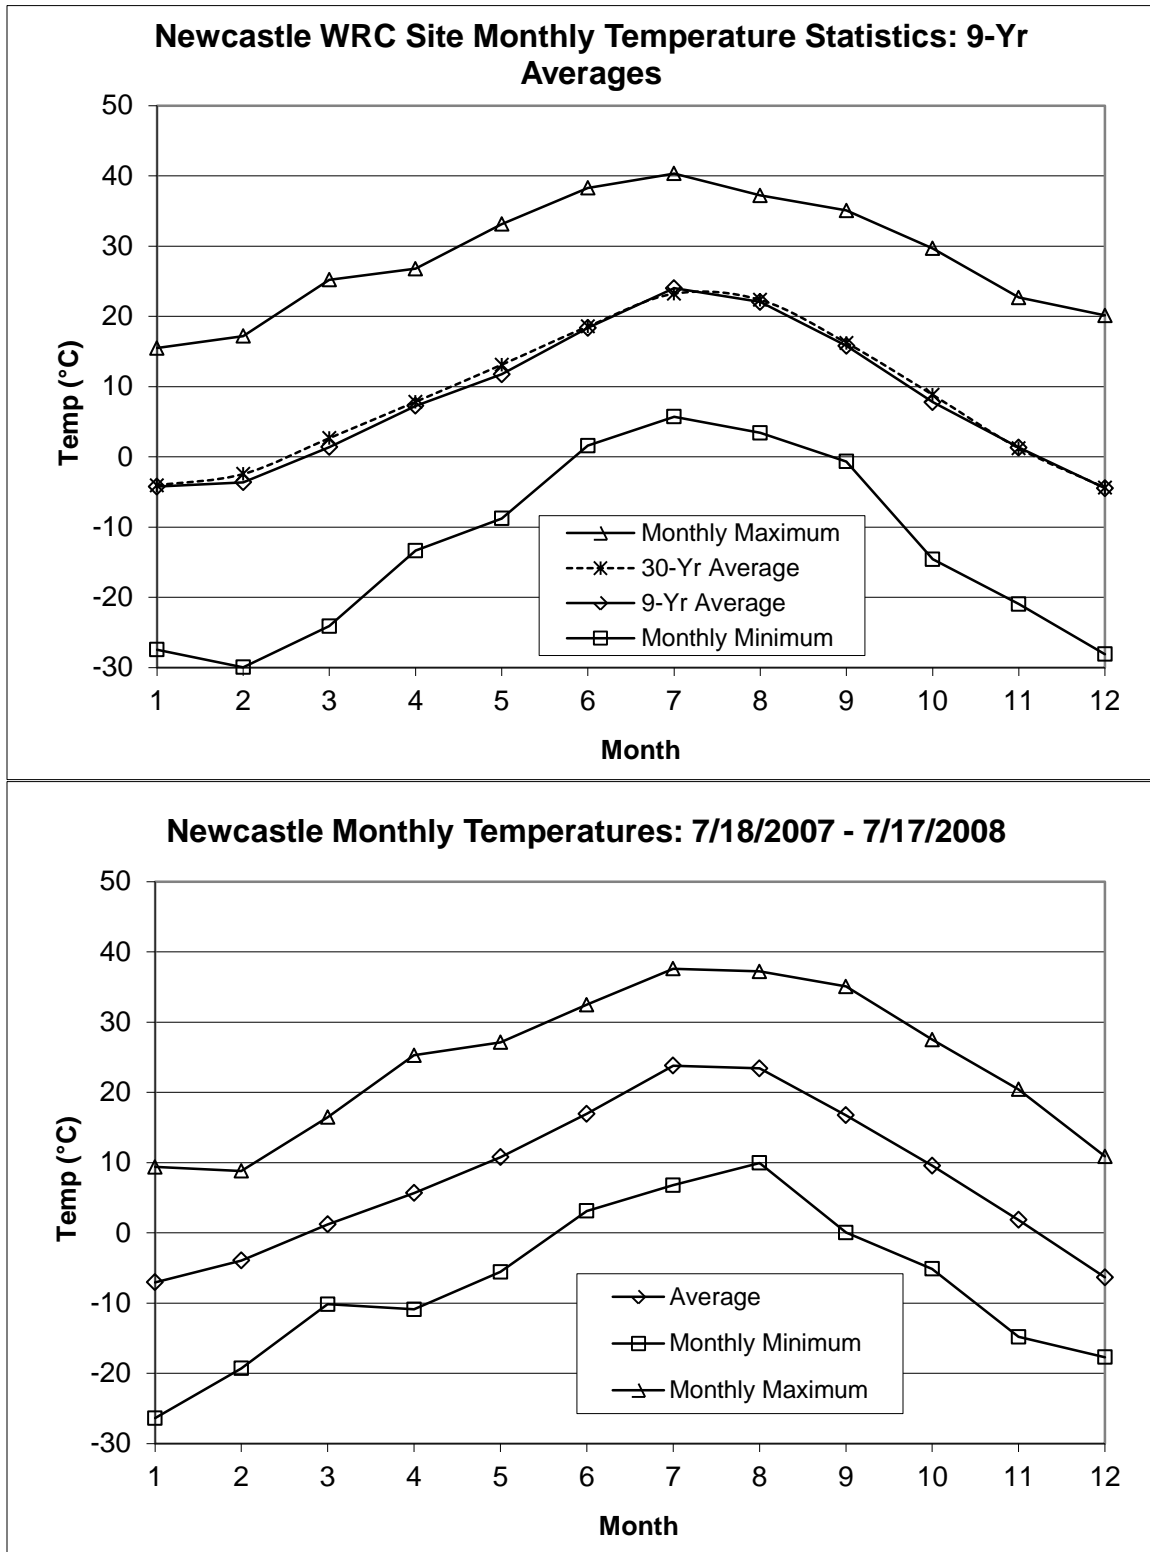 Newcastle WRC Site Monthly Temperature Statistics: 9-Yr
Averages
50
40
30
20
10
0
-10
-20
-30
Temp (°C)
Monthly Maximum
30-Yr Average
9-Yr Average
Monthly Minimum
1 2 3 4 5 6 7 8 9 10 11 12
Month
Newcastle Monthly Temperatures: 7/18/2007 - 7/17/2008
50
40
30
20
10
0
-10
-20
-30
Temp (°C)
Average
Monthly Minimum
Monthly Maximum
1 2 3 4 5 6 7 8 9 10 11 12
Month